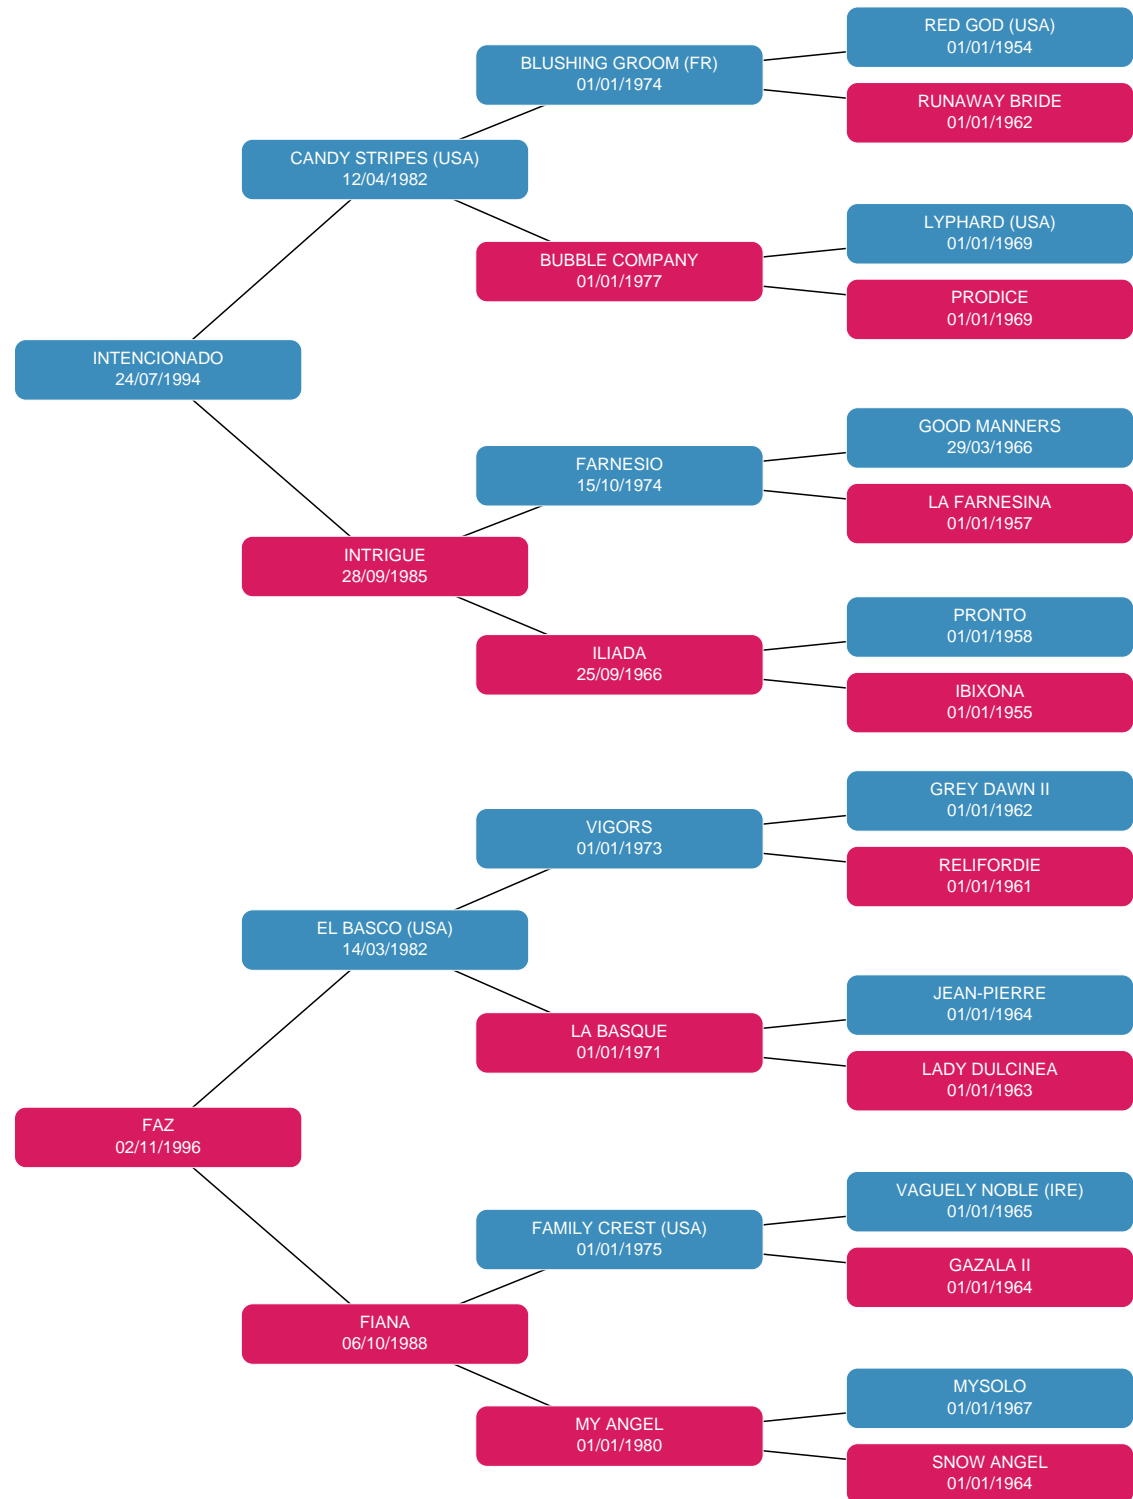 RED GOD (USA)
01/01/1954
BLUSHING GROOM (FR)
01/01/1974
RUNAWAY BRIDE
01/01/1962
CANDY STRIPES (USA)
12/04/1982
LYPHARD (USA)
01/01/1969
BUBBLE COMPANY
01/01/1977
PRODICE
01/01/1969
INTENCIONADO
24/07/1994
GOOD MANNERS
29/03/1966
FARNESIO
15/10/1974
LA FARNESINA
01/01/1957
INTRIGUE
28/09/1985
PRONTO
01/01/1958
ILIADA
25/09/1966
IBIXONA
01/01/1955
GREY DAWN II
01/01/1962
VIGORS
01/01/1973
RELIFORDIE
01/01/1961
EL BASCO (USA)
14/03/1982
JEAN-PIERRE
01/01/1964
LA BASQUE
01/01/1971
LADY DULCINEA
01/01/1963
FAZ
02/11/1996
VAGUELY NOBLE (IRE)
01/01/1965
FAMILY CREST (USA)
01/01/1975
GAZALA II
01/01/1964
FIANA
06/10/1988
MYSOLO
01/01/1967
MY ANGEL
01/01/1980
SNOW ANGEL
01/01/1964